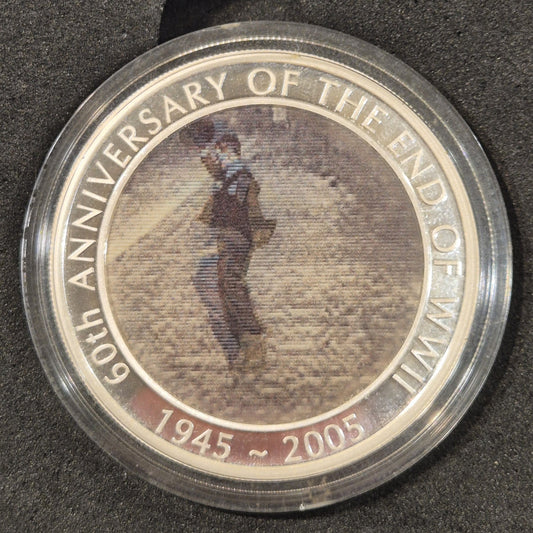 60th ANNIVERSARY OF THE END OF WWII
1945 ~ 2005